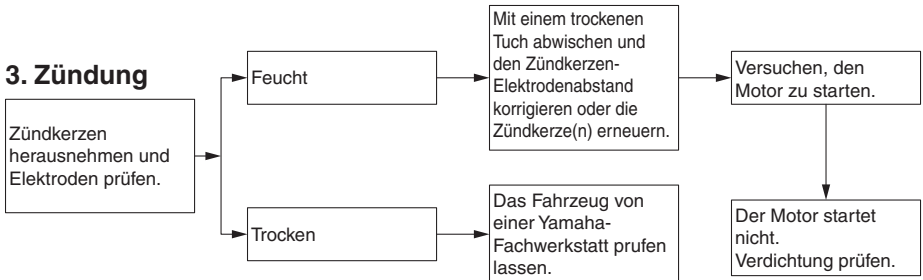 3. Zündung
Zündkerzen
herausnehmen und
Elektroden prüfen.
Feucht
Mit einem trockenen
Tuch abwischen und
den Zündkerzen-
Elektrodenabstand
korrigieren oder die
Zündkerze(n) erneuern.
Versuchen, den
Motor zu starten.
Der Motor startet
nicht.
Verdichtung prüfen.
Trocken
Das Fahrzeug von
einer Yamaha-
Fachwerkstatt prufen
lassen.